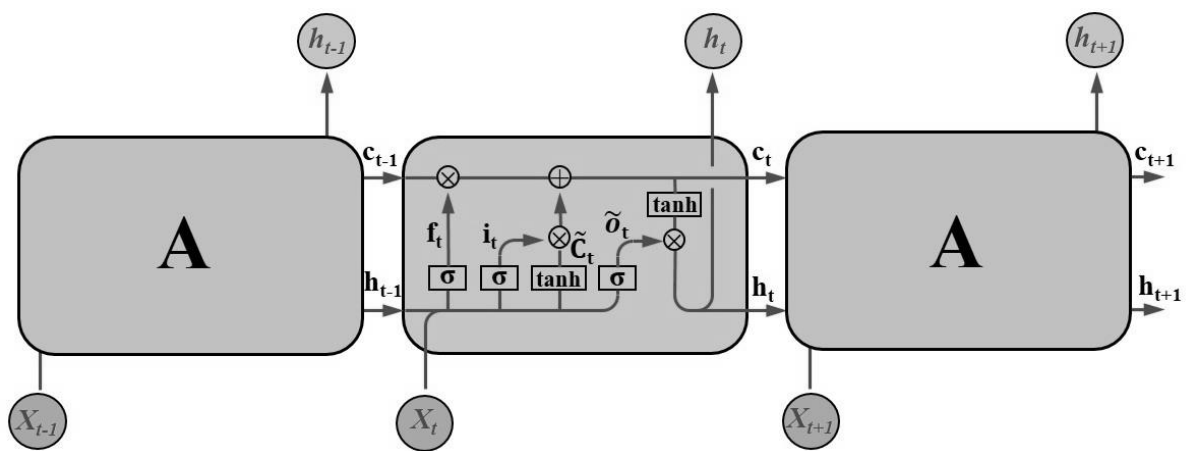 h_{t-1} h_t h_{t+1}
c_{t-1} c_t c_{t+1}
A A
tanh
f_t i_t C̃_t õ_t
σ σ tanh σ
h_{t-1} h_t h_{t+1}
X_{t-1} X_t X_{t+1}